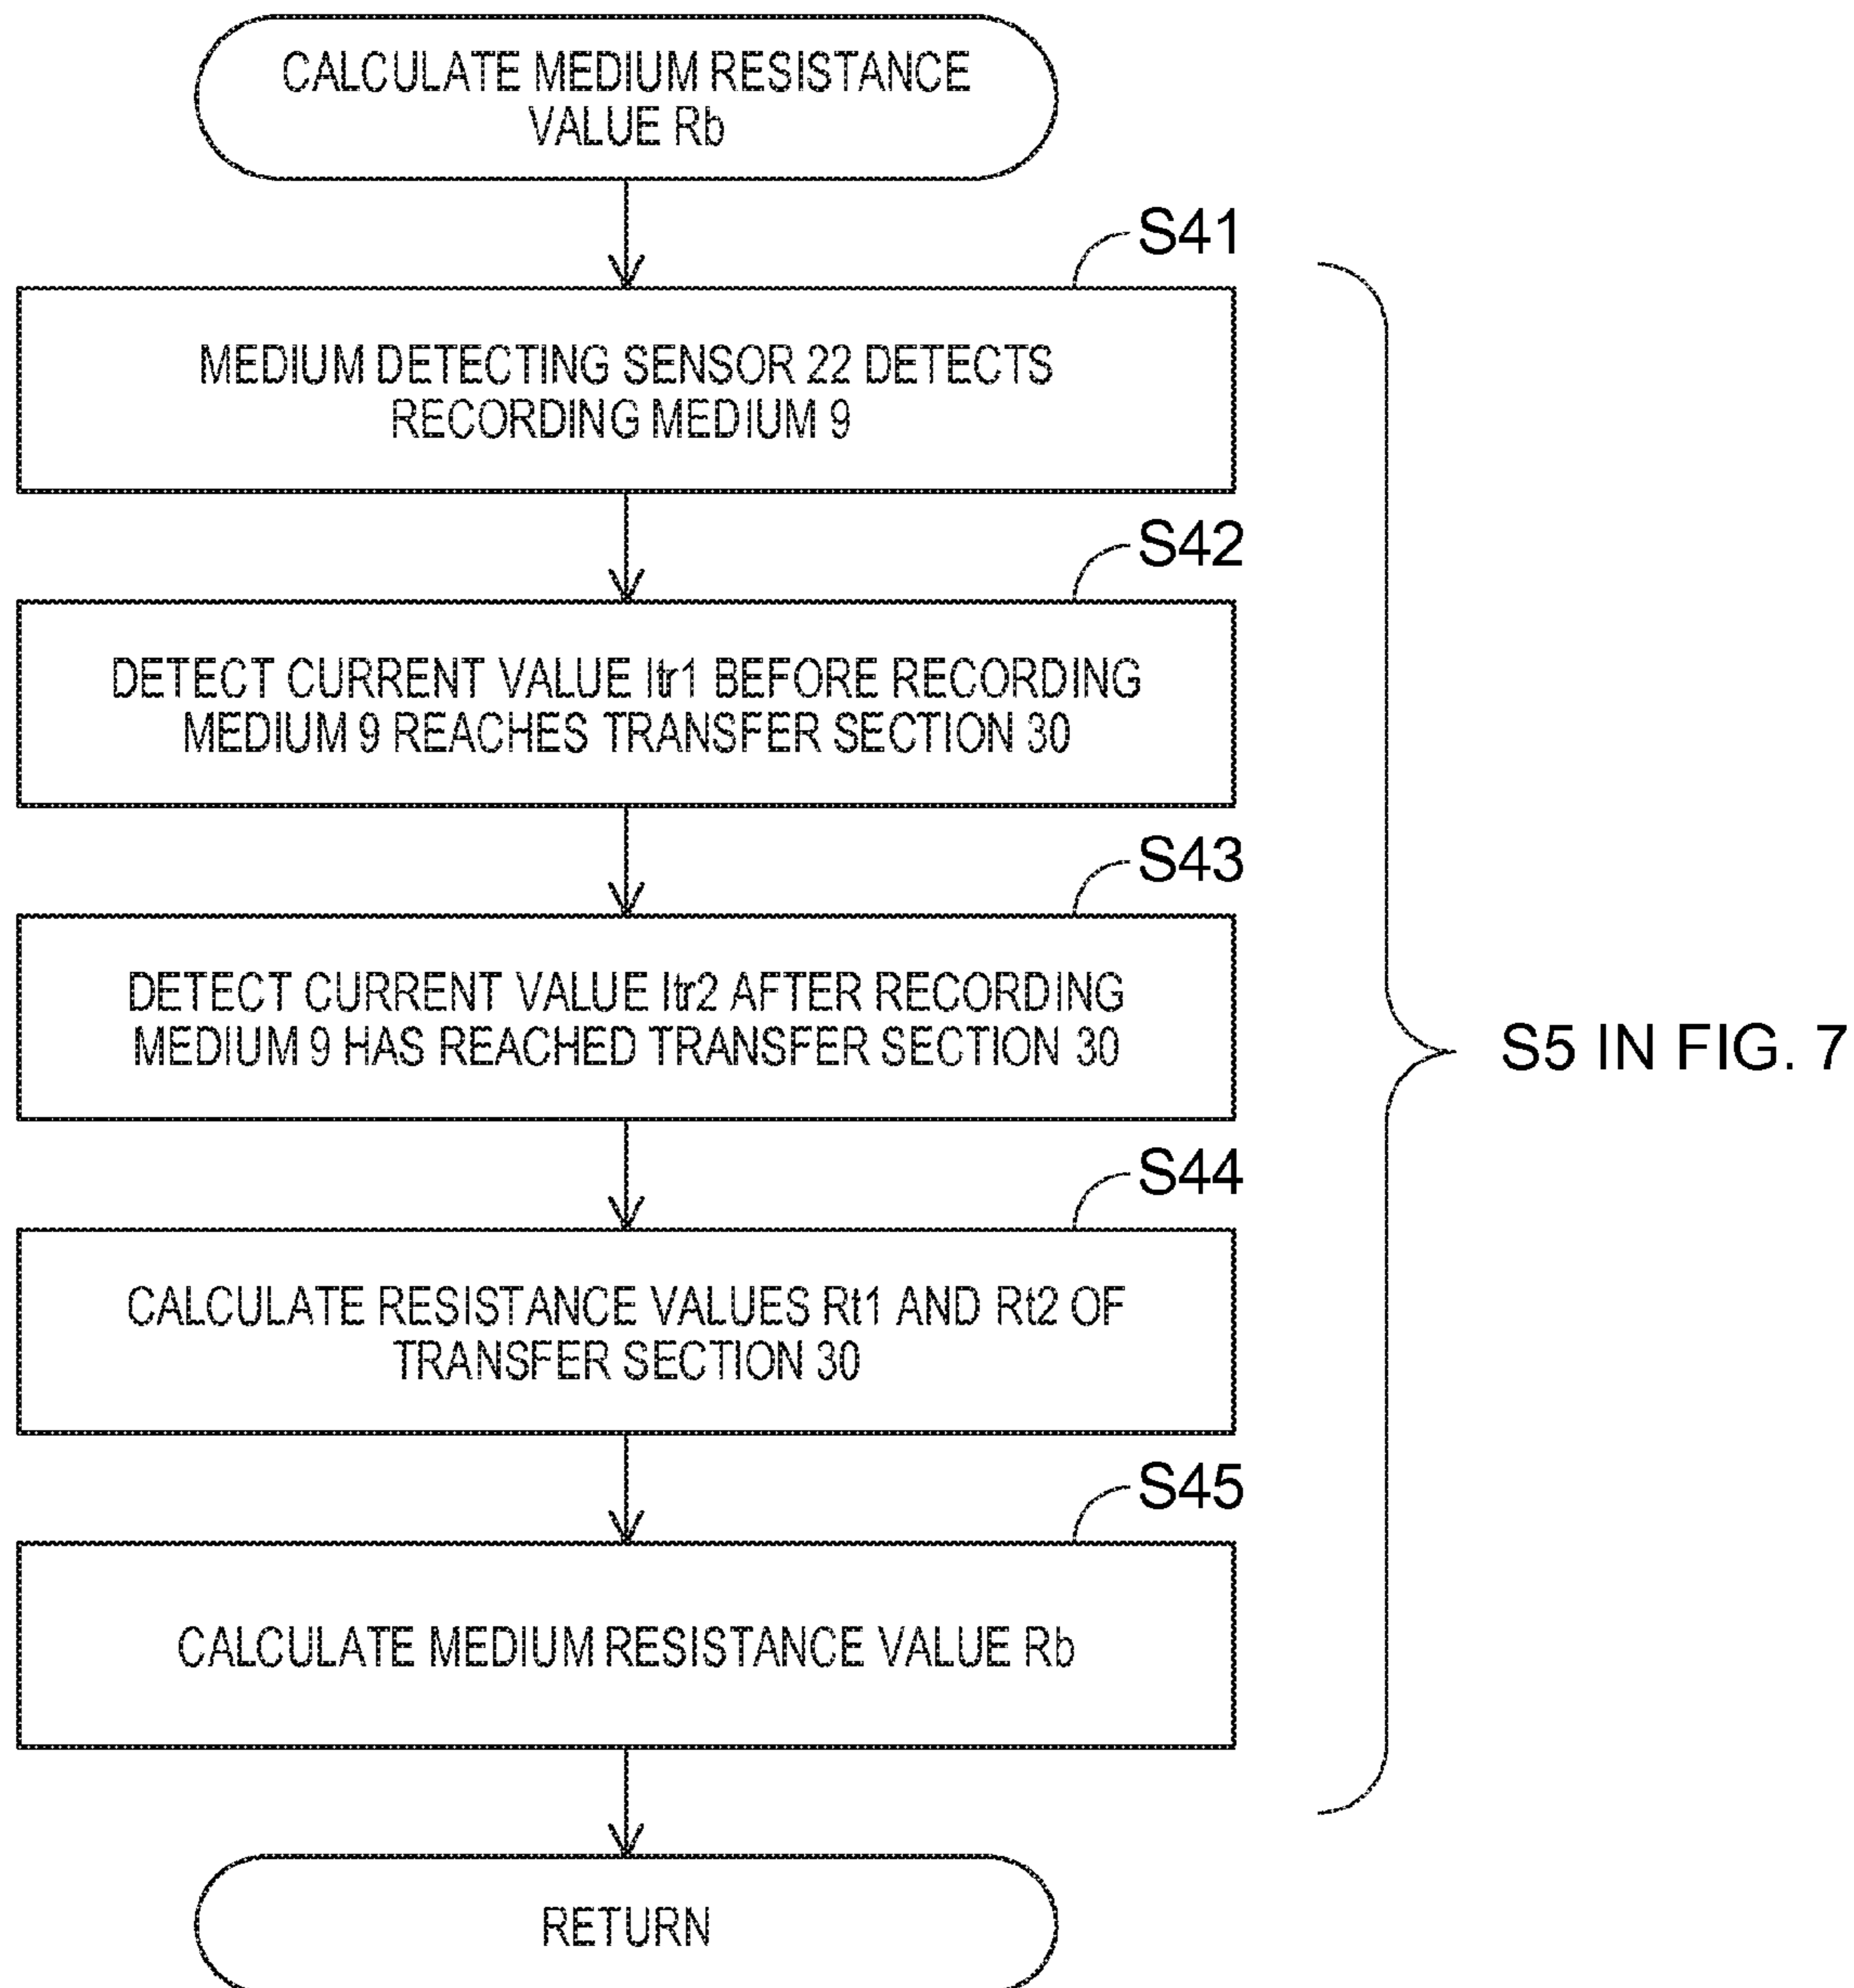 CALCULATE MEDIUM RESISTANCE
VALUE Rb
S41
MEDIUM DETECTING SENSOR 22 DETECTS
RECORDING MEDIUM 9
S42
DETECT CURRENT VALUE Itr1 BEFORE RECORDING
MEDIUM 9 REACHES TRANSFER SECTION 30
S43
DETECT CURRENT VALUE Itr2 AFTER RECORDING
MEDIUM 9 HAS REACHED TRANSFER SECTION 30
S5 IN FIG. 7
S44
CALCULATE RESISTANCE VALUES Rt1 AND Rt2 OF
TRANSFER SECTION 30
S45
CALCULATE MEDIUM RESISTANCE VALUE Rb
RETURN